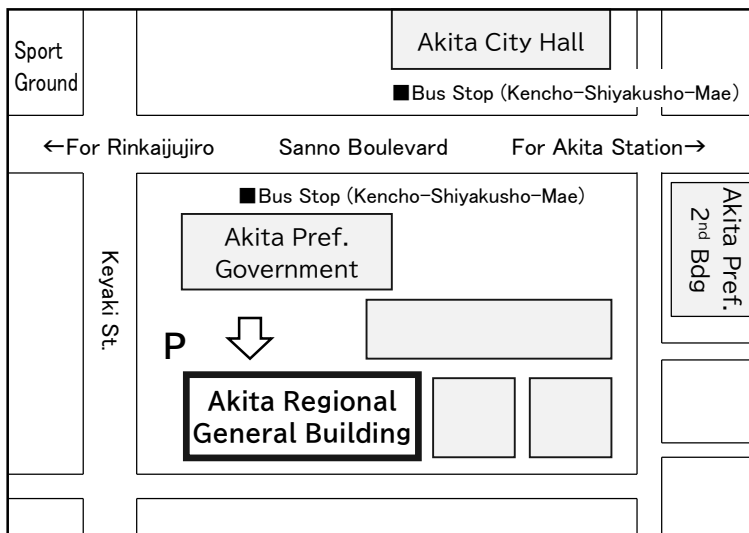 Sport
Ground
Akita City Hall
■Bus Stop (Kencho-Shiyakusho-Mae)
←For Rinkaijujiro
Sanno Boulevard
For Akita Station→
■Bus Stop (Kencho-Shiyakusho-Mae)
Akita Pref.
Government
Akita Pref.
2nd Bdg
Keyaki St.
P
Akita Regional
General Building